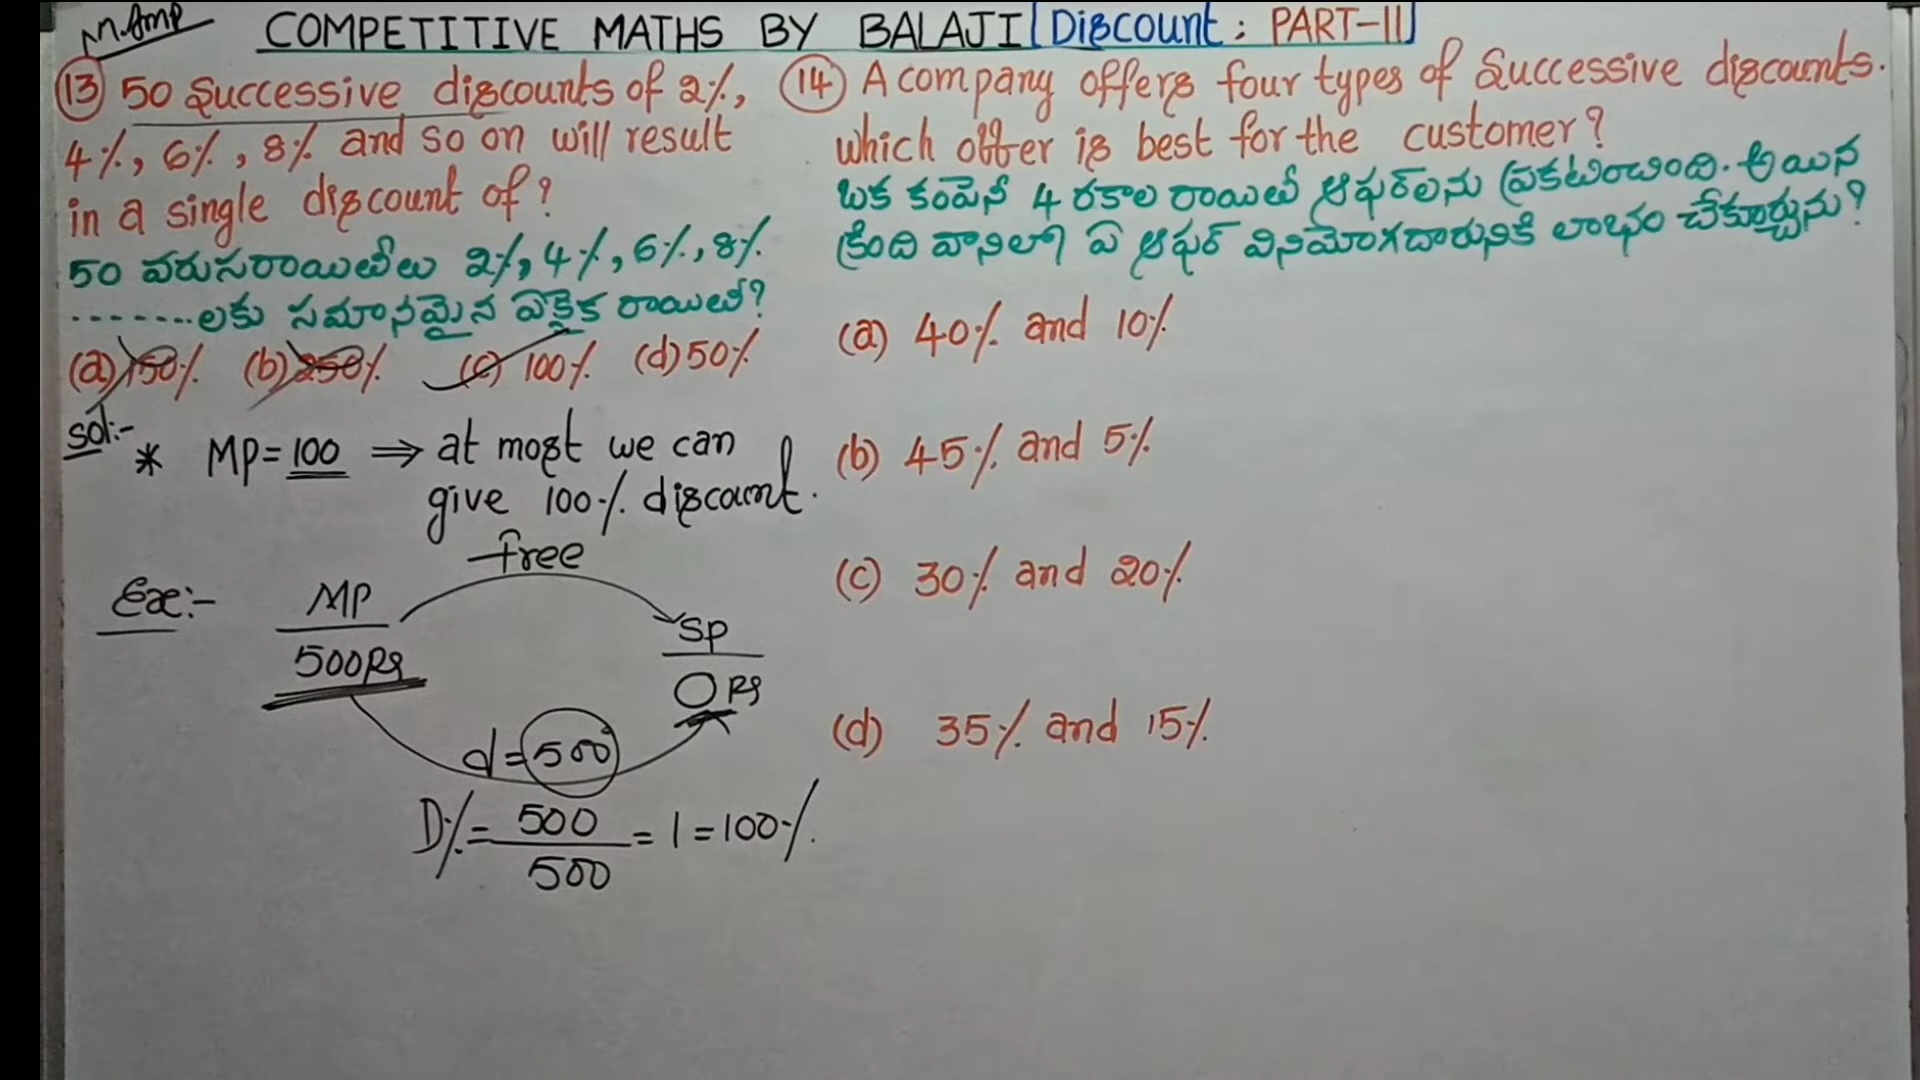 M.Amp
COMPETITIVE MATHS BY BALAJI [Discount : PART-II]
(13) 50 Successive discounts of 2%,
4%, 6%, 8% and so on will result
in a single discount of?
50 వరుసరాయితీలు 2%, 4%, 6%, 8%
.......లకు సమానమైన ఏకైక రాయితీ?
(a) 150% (b) 250% (c) 100% (d) 50%
Sol:-
* MP=100 ⇒ at most we can
give 100% discount.
free
Ex:- MP
500Rs
SP
0 Rs
d=500
D%= 500/500 = 1 = 100%.
(14) A company offers four types of Successive discounts.
which offer is best for the customer?
ఒక కంపెనీ 4 రకాల రాయితీ ఆఫర్‌లను ప్రకటించింది. అయిన
క్రింది వానిలో ఏ ఆఫర్ వినియోగదారునికి లాభం చేకూర్చును?
(a) 40% and 10%
(b) 45% and 5%
(c) 30% and 20%
(d) 35% and 15%